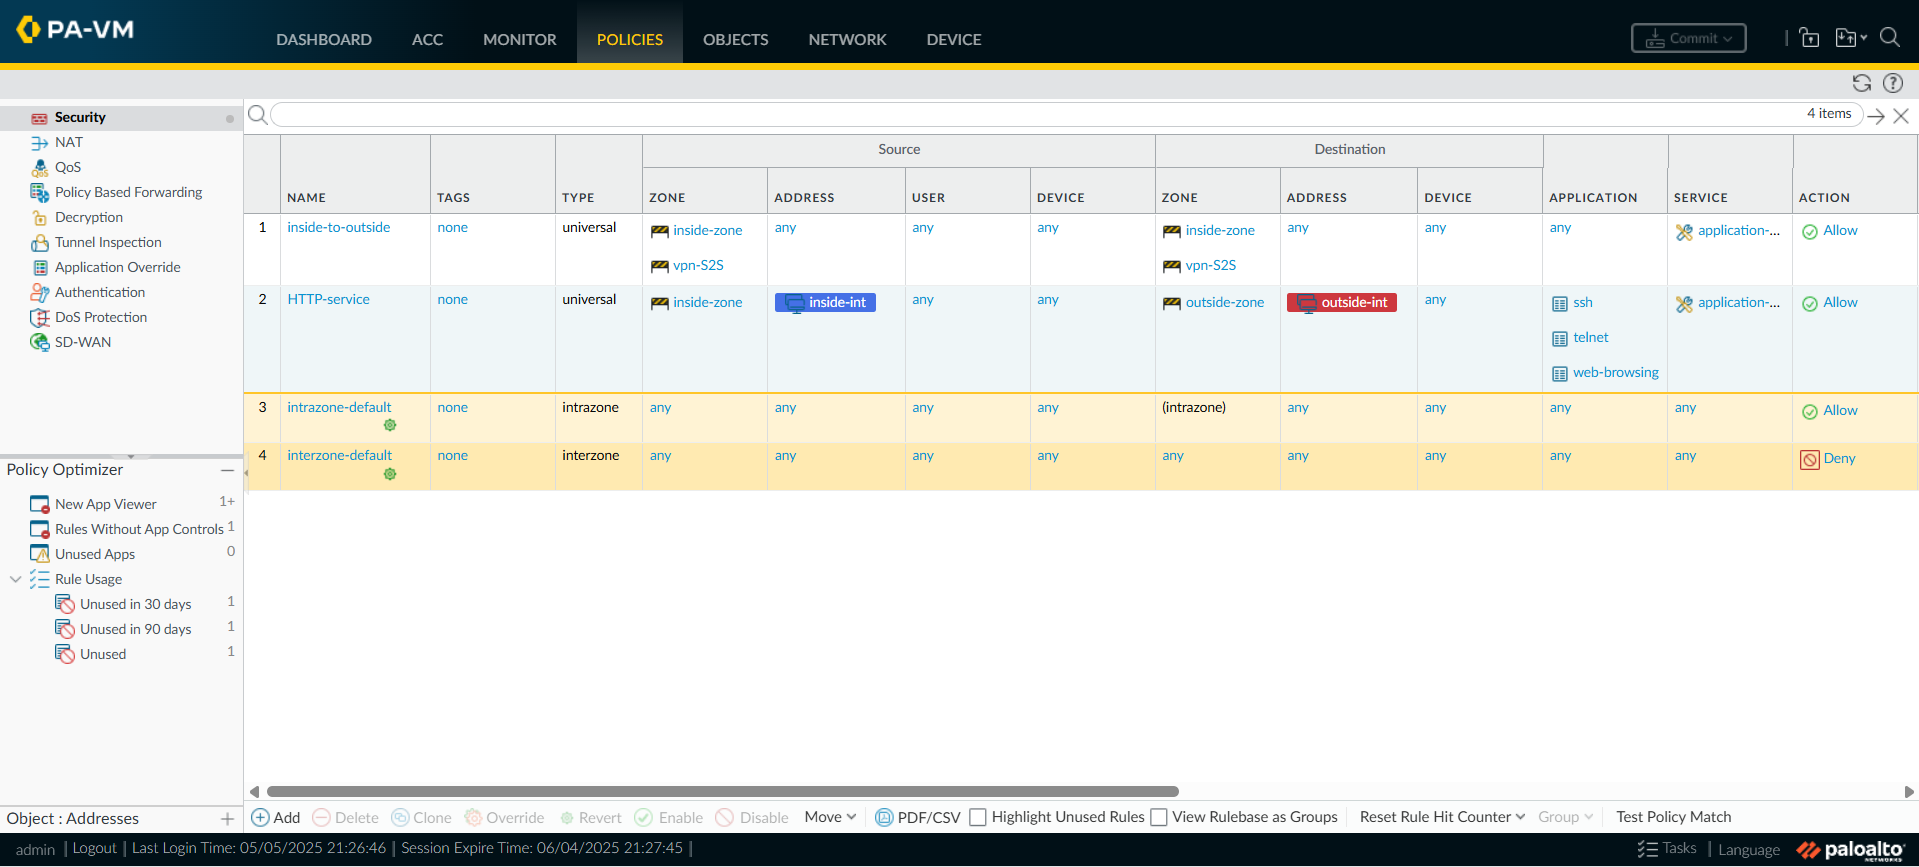 PA-VM
DASHBOARD ACC MONITOR POLICIES OBJECTS NETWORK DEVICE Commit
Security
NAT
QoS
Policy Based Forwarding
Decryption
Tunnel Inspection
Application Override
Authentication
DoS Protection
SD-WAN
4 items
Source Destination
NAME TAGS TYPE ZONE ADDRESS USER DEVICE ZONE ADDRESS DEVICE APPLICATION SERVICE ACTION
1 inside-to-outside none universal inside-zone any any any inside-zone any any any application-... Allow
vpn-S2S vpn-S2S
2 HTTP-service none universal inside-zone inside-int any any outside-zone outside-int any ssh application-... Allow
telnet
web-browsing
3 intrazone-default none intrazone any any any any (intrazone) any any any any Allow
4 interzone-default none interzone any any any any any any any any any Deny
Policy Optimizer
New App Viewer 1+
Rules Without App Controls 1
Unused Apps 0
Rule Usage
Unused in 30 days 1
Unused in 90 days 1
Unused 1
Object : Addresses
Add Delete Clone Override Revert Enable Disable Move PDF/CSV Highlight Unused Rules View Rulebase as Groups Reset Rule Hit Counter Group Test Policy Match
admin | Logout | Last Login Time: 05/05/2025 21:26:46 | Session Expire Time: 06/04/2025 21:27:45 | Tasks | Language paloalto
NETWORKS